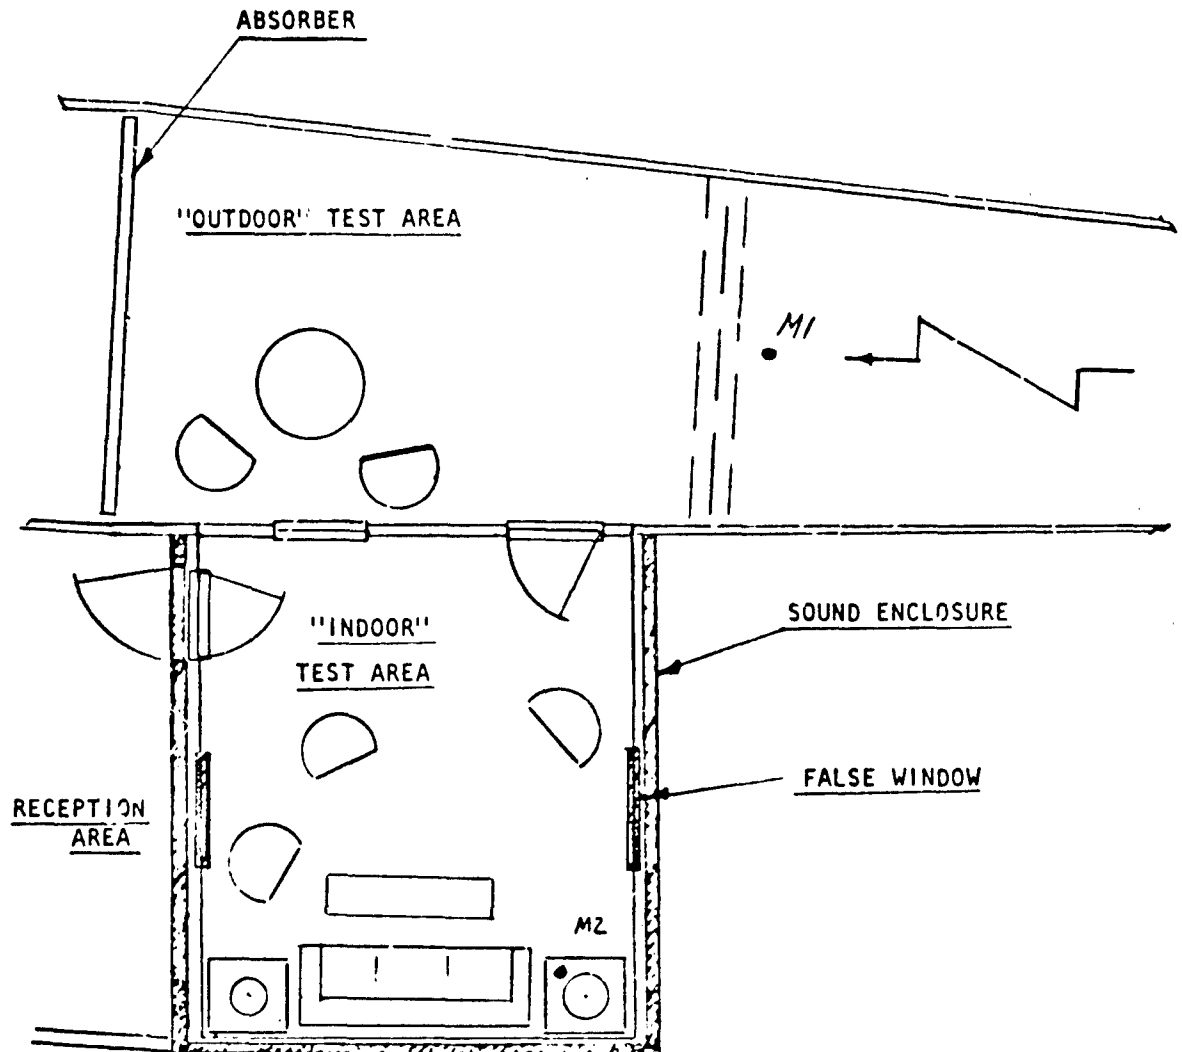 ABSORBER
"OUTDOOR" TEST AREA
M1
"INDOOR"
TEST AREA
SOUND ENCLOSURE
FALSE WINDOW
RECEPTION
AREA
M2